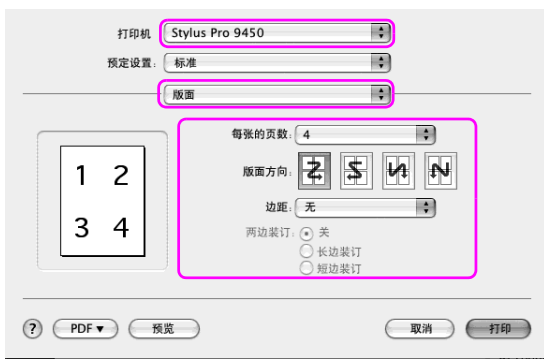 打印机 Stylus Pro 9450
预定设置: 标准
版面
每张的页数: 4
1 2
版面方向:
3 4
边距: 无
两边装订: 关
长边装订
短边装订
? PDF▼ 预览 取消 打印